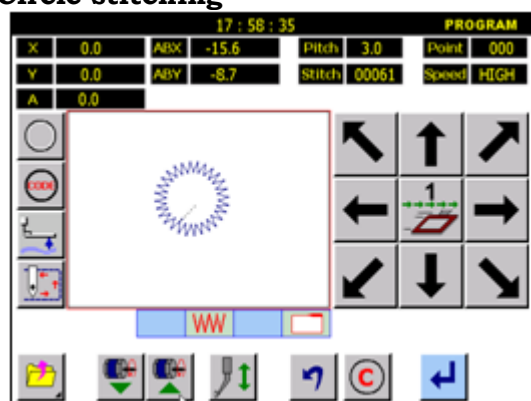 Circle stitching
17 : 58 : 35 PROGRAM
X 0.0 ABX -15.6 Pitch 3.0 Point 000
Y 0.0 ABY -8.7 Stitch 00061 Speed HIGH
A 0.0
CODE
1
C